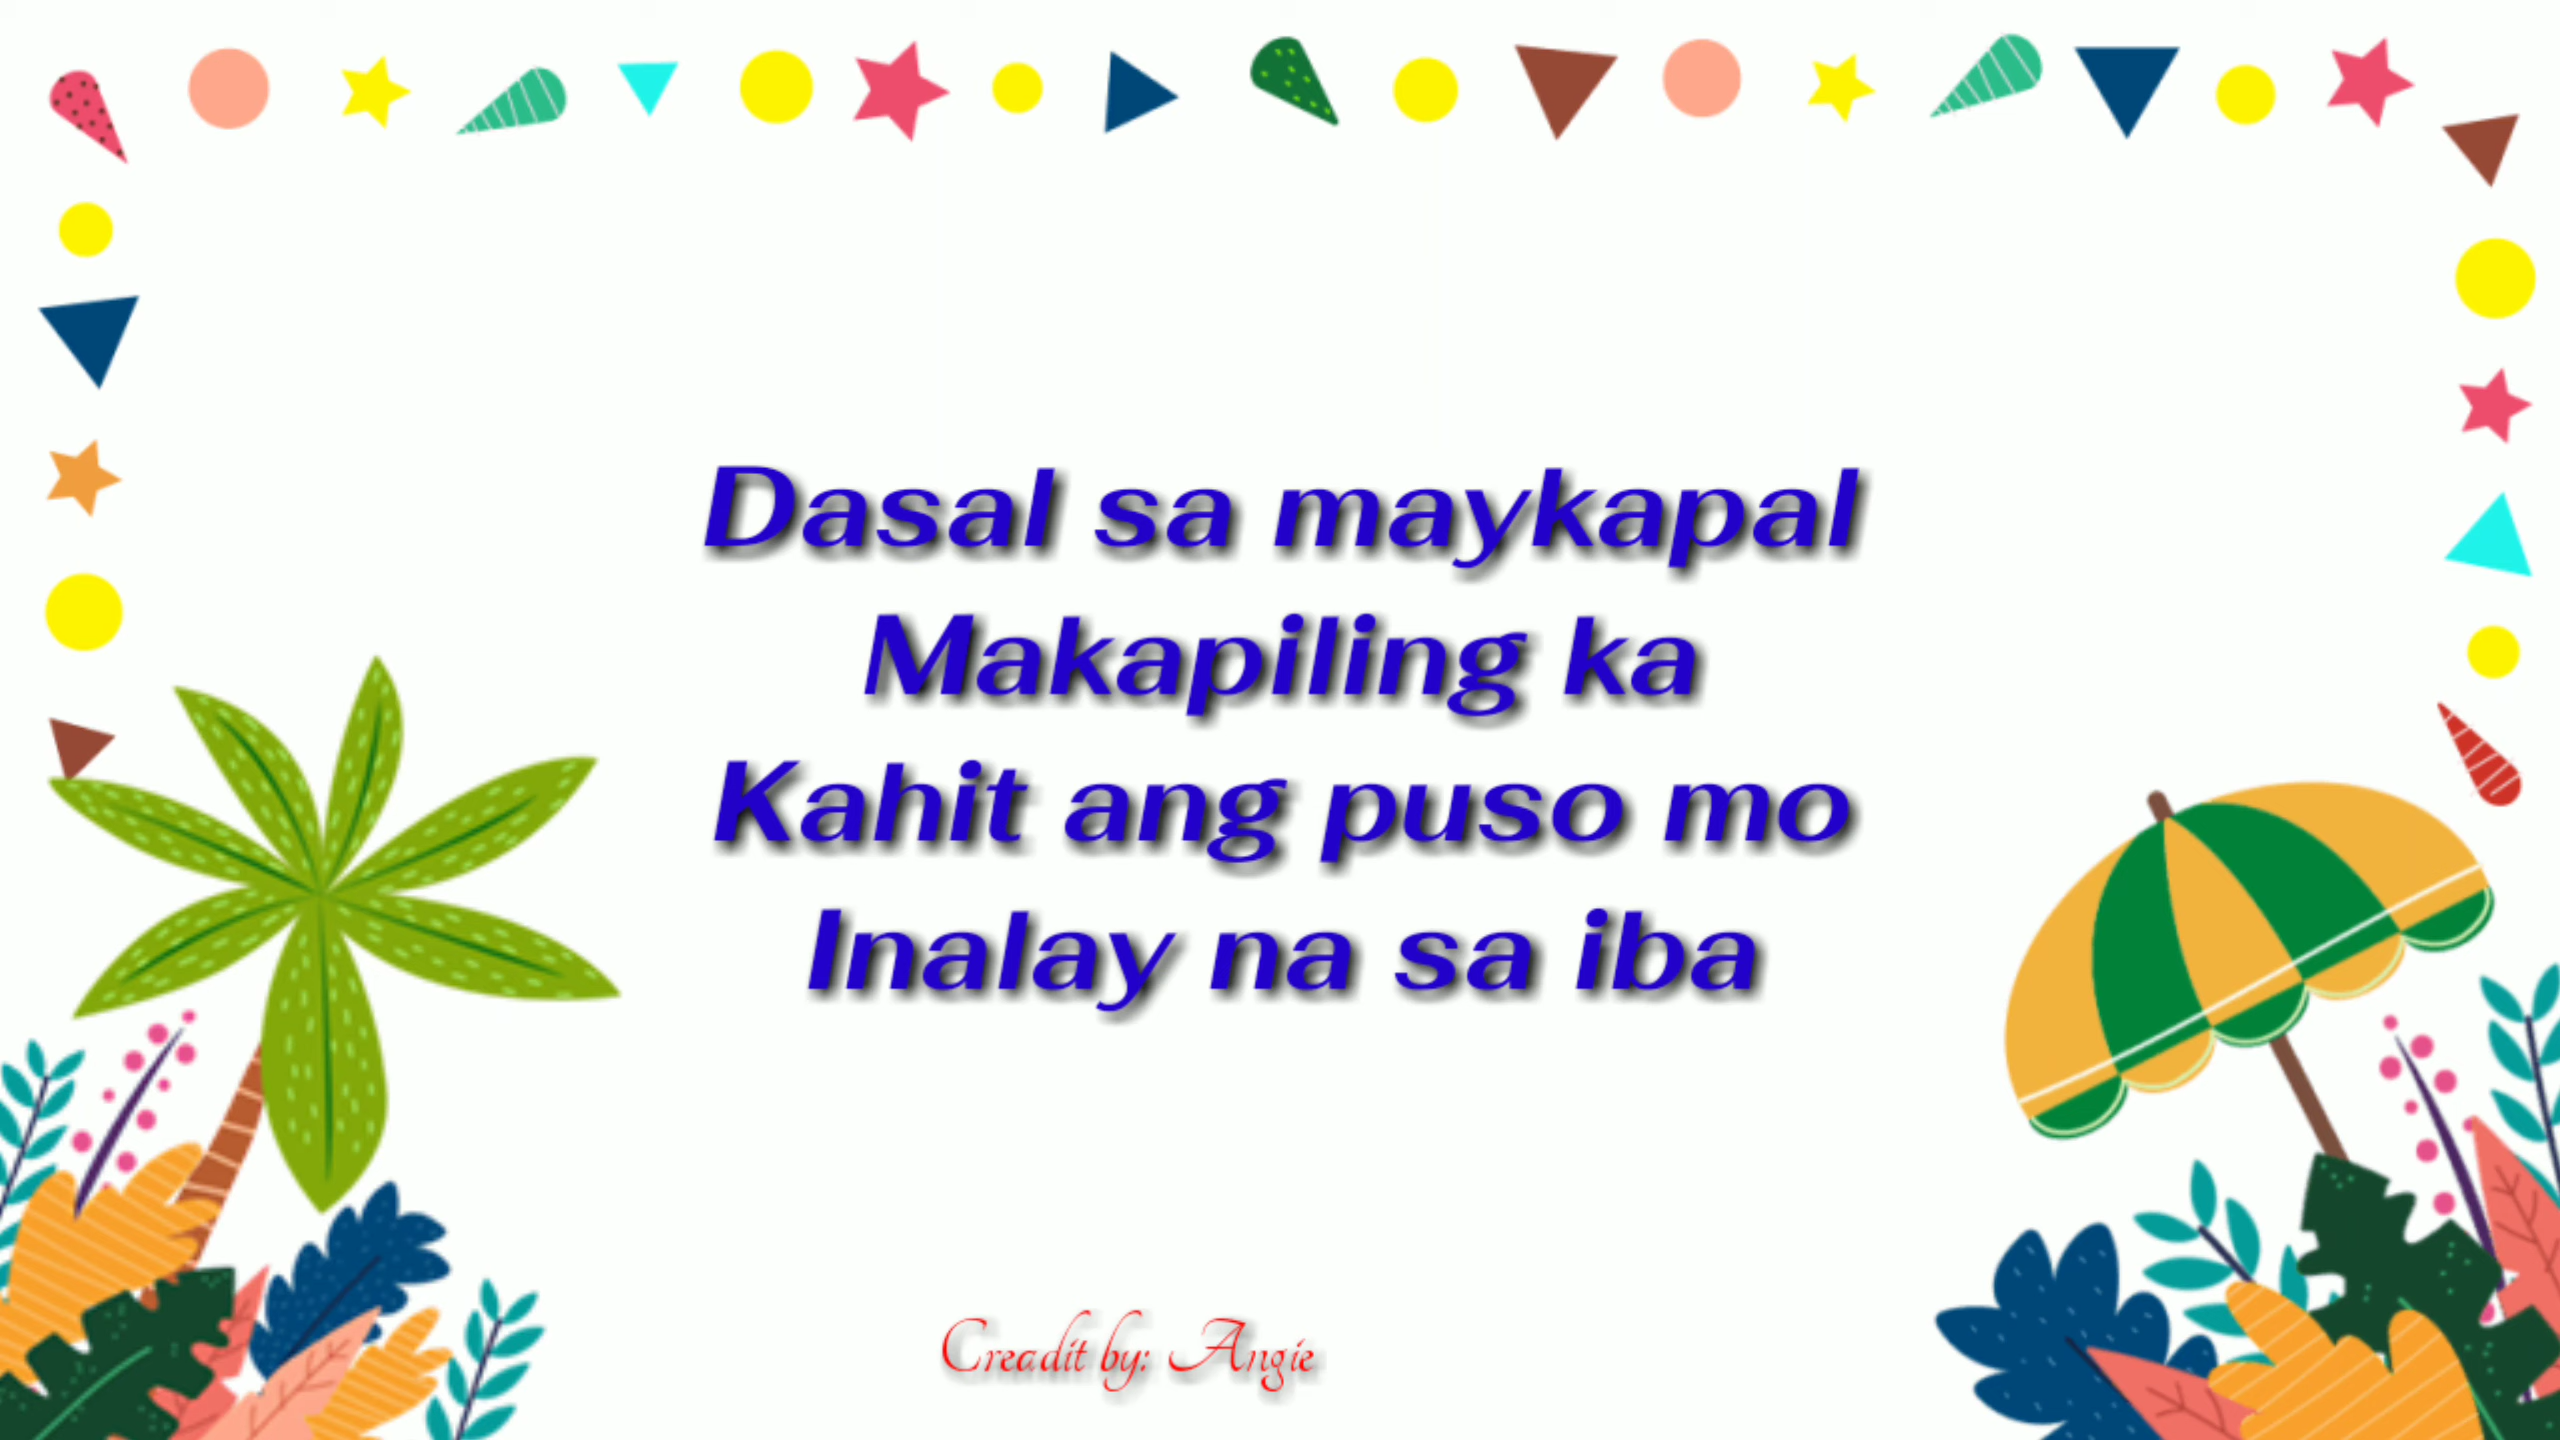 Dasal sa maykapal
Makapiling ka
Kahit ang puso mo
Inalay na sa iba
Creadit by: Angie